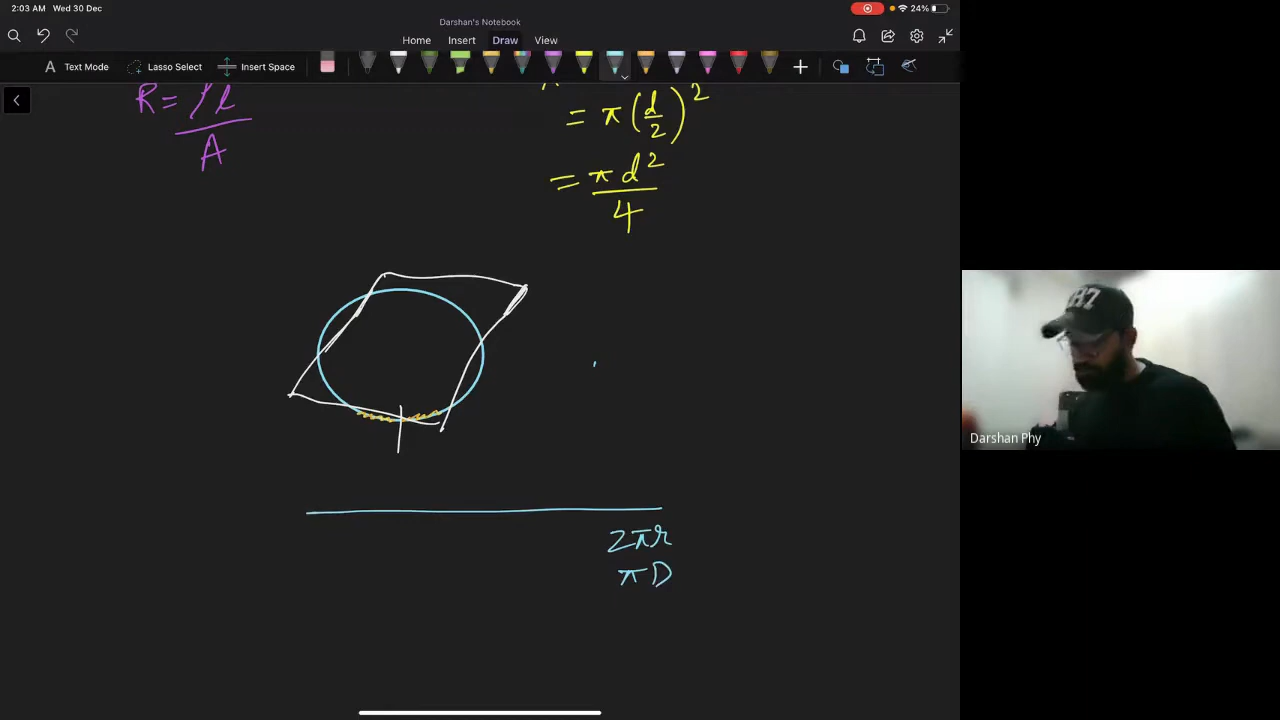 2:03 AM Wed 30 Dec
24%
Darshan's Notebook
Home Insert Draw View
A Text Mode Lasso Select Insert Space
R = ρl
A
= π(d/2)²
= πd²
4
2πr
πD
Darshan Phy